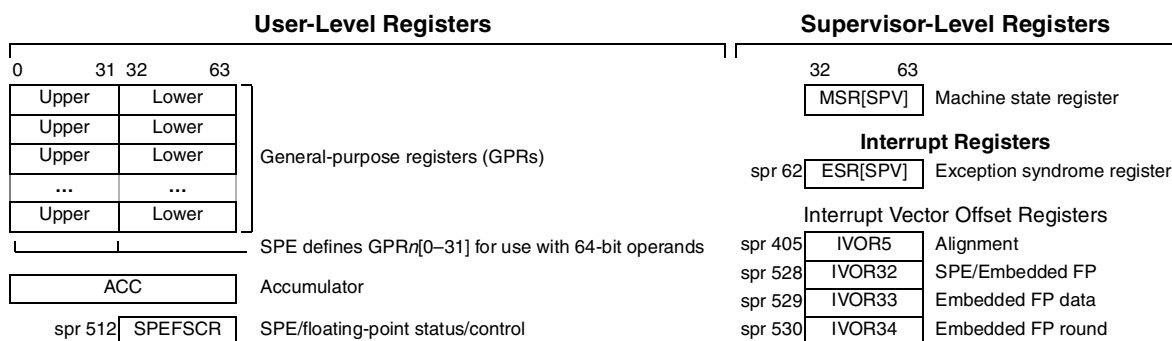 User-Level Registers
0 31 32 63
Upper Lower
Upper Lower
Upper Lower
... ...
Upper Lower
General-purpose registers (GPRs)
SPE defines GPRn[0–31] for use with 64-bit operands
ACC Accumulator
spr 512 SPEFSCR SPE/floating-point status/control
Supervisor-Level Registers
32 63
MSR[SPV] Machine state register
Interrupt Registers
spr 62 ESR[SPV] Exception syndrome register
Interrupt Vector Offset Registers
spr 405 IVOR5 Alignment
spr 528 IVOR32 SPE/Embedded FP
spr 529 IVOR33 Embedded FP data
spr 530 IVOR34 Embedded FP round